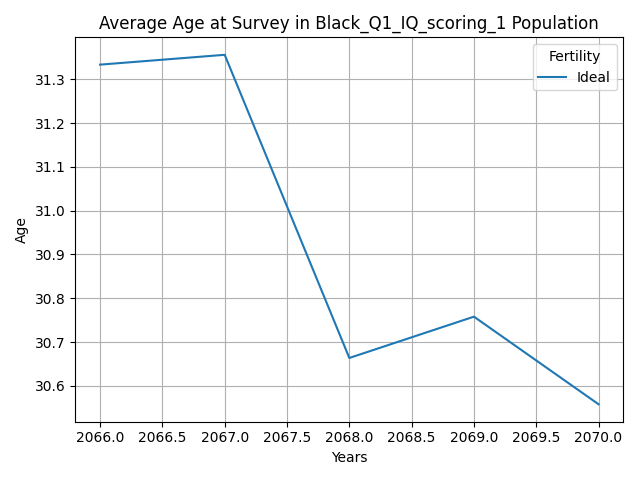 Average Age at Survey in Black_Q1_IQ_scoring_1 Population
Fertility
Ideal
31.3
31.2
31.1
31.0
30.9
30.8
30.7
30.6
Age
2066.0 2066.5 2067.0 2067.5 2068.0 2068.5 2069.0 2069.5 2070.0
Years